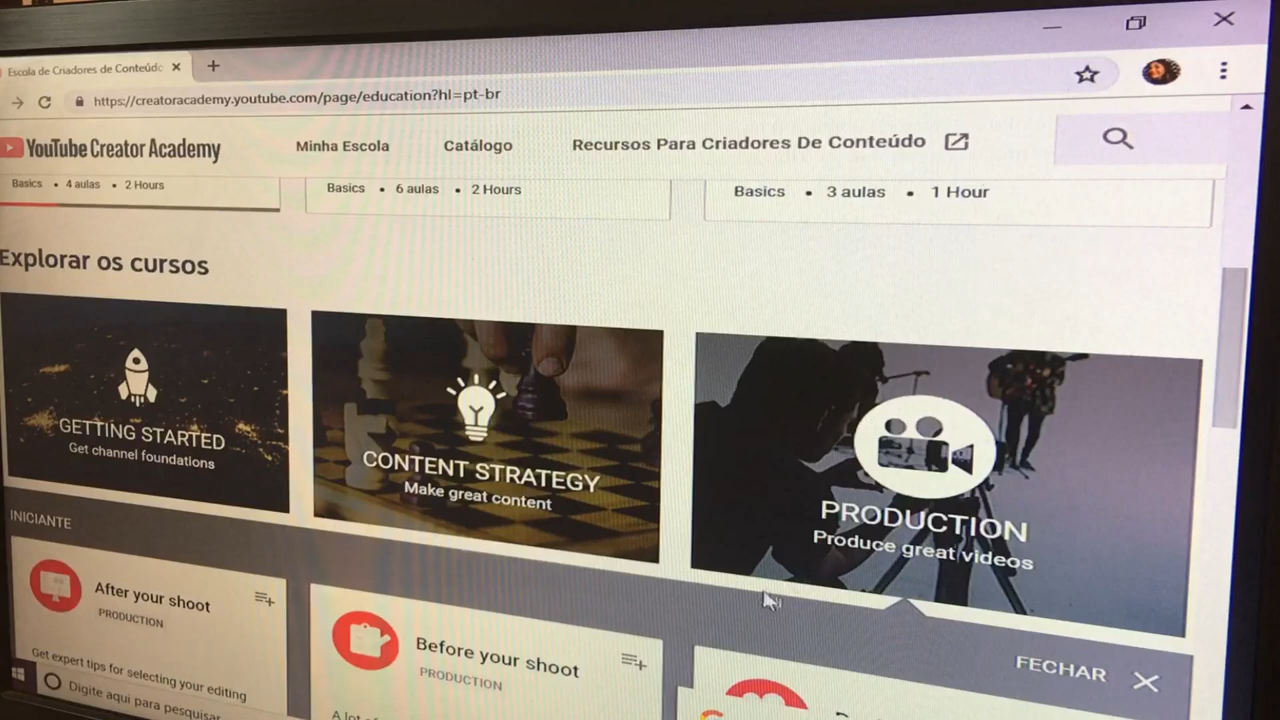 Escola de Criadores de Conteúdo
https://creatoracademy.youtube.com/page/education?hl=pt-br
YouTube Creator Academy
Minha Escola
Catálogo
Recursos Para Criadores De Conteúdo
Basics • 4 aulas • 2 Hours
Basics • 6 aulas • 2 Hours
Basics • 3 aulas • 1 Hour
Explorar os cursos
GETTING STARTED
Get channel foundations
CONTENT STRATEGY
Make great content
PRODUCTION
Produce great videos
INICIANTE
FECHAR
After your shoot
PRODUCTION
Get expert tips for selecting your editing
Before your shoot
PRODUCTION
A lot
Digite aqui para pesquisar